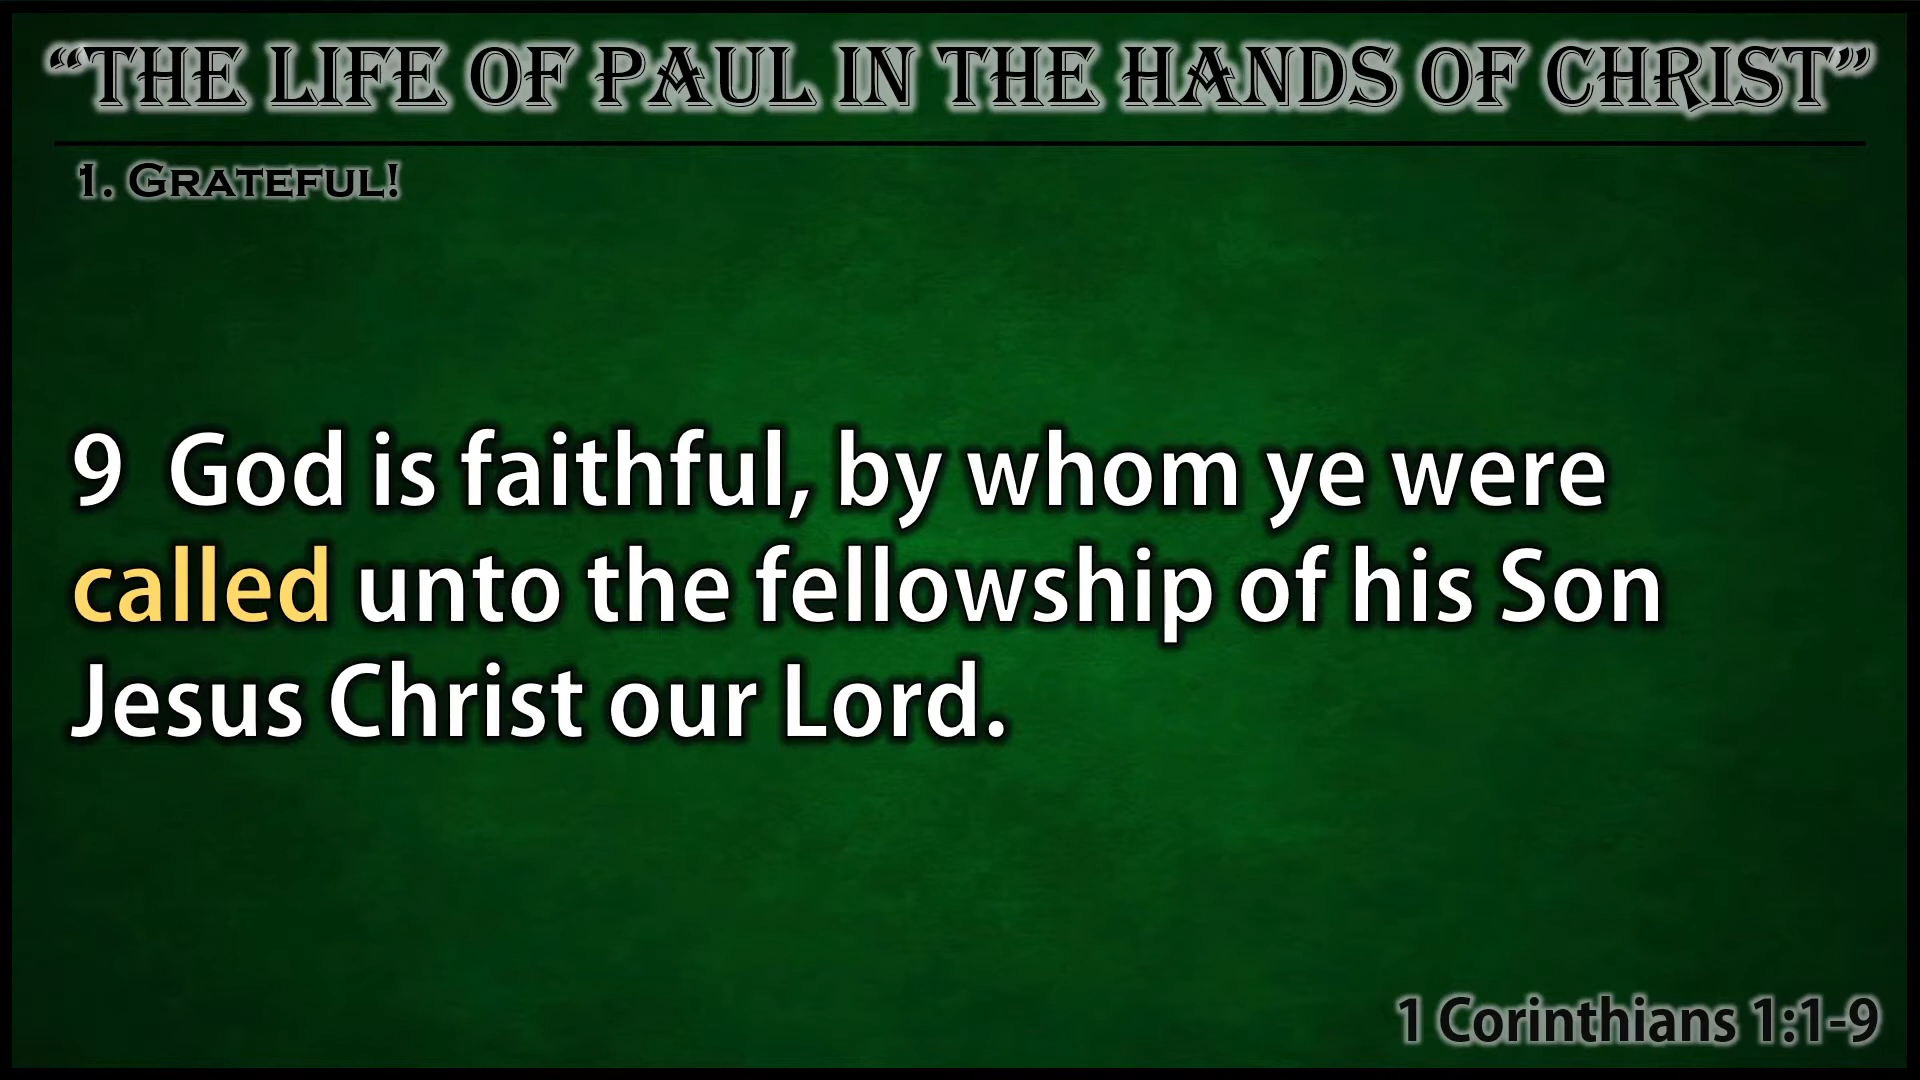 “THE LIFE OF PAUL IN THE HANDS OF CHRIST”
1. GRATEFUL!
9 God is faithful, by whom ye were
called unto the fellowship of his Son
Jesus Christ our Lord.
1 Corinthians 1:1-9